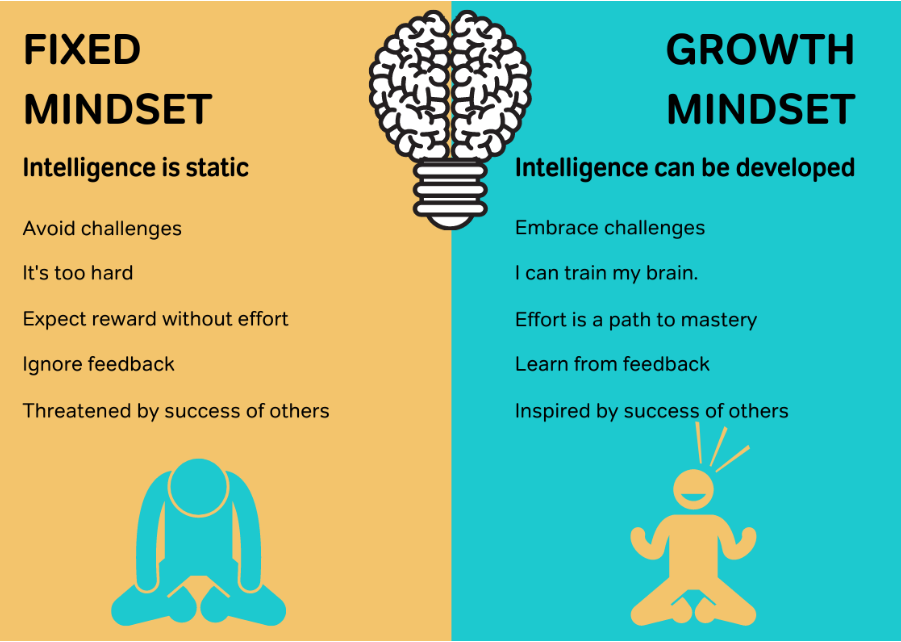 FIXED
MINDSET
Intelligence is static
Avoid challenges
It's too hard
Expect reward without effort
Ignore feedback
Threatened by success of others
GROWTH
MINDSET
Intelligence can be developed
Embrace challenges
I can train my brain.
Effort is a path to mastery
Learn from feedback
Inspired by success of others